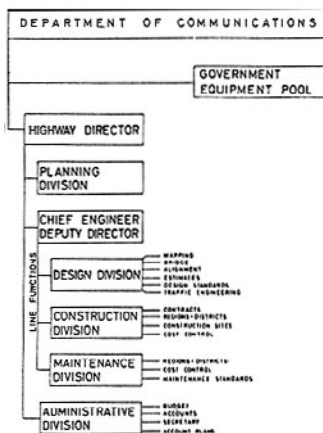 DEPARTMENT OF COMMUNICATIONS
GOVERNMENT
EQUIPMENT POOL
HIGHWAY DIRECTOR
PLANNING
DIVISION
CHIEF ENGINEER
DEPUTY DIRECTOR
LINE FUNCTIONS
DESIGN DIVISION
MAPPING
BRIDGE
ALIGNMENT
ESTIMATES
DESIGN STANDARDS
TRAFFIC ENGINEERING
CONSTRUCTION
DIVISION
CONTRACTS
REGIONS-DISTRICTS
CONSTRUCTION SITES
COST CONTROL
MAINTENANCE
DIVISION
REGIONS-DISTRICTS
COST CONTROL
MAINTENANCE STANDARDS
ADMINISTRATIVE
DIVISION
BUDGET
ACCOUNTS
SECRETARY
ACCOUNT PLANS